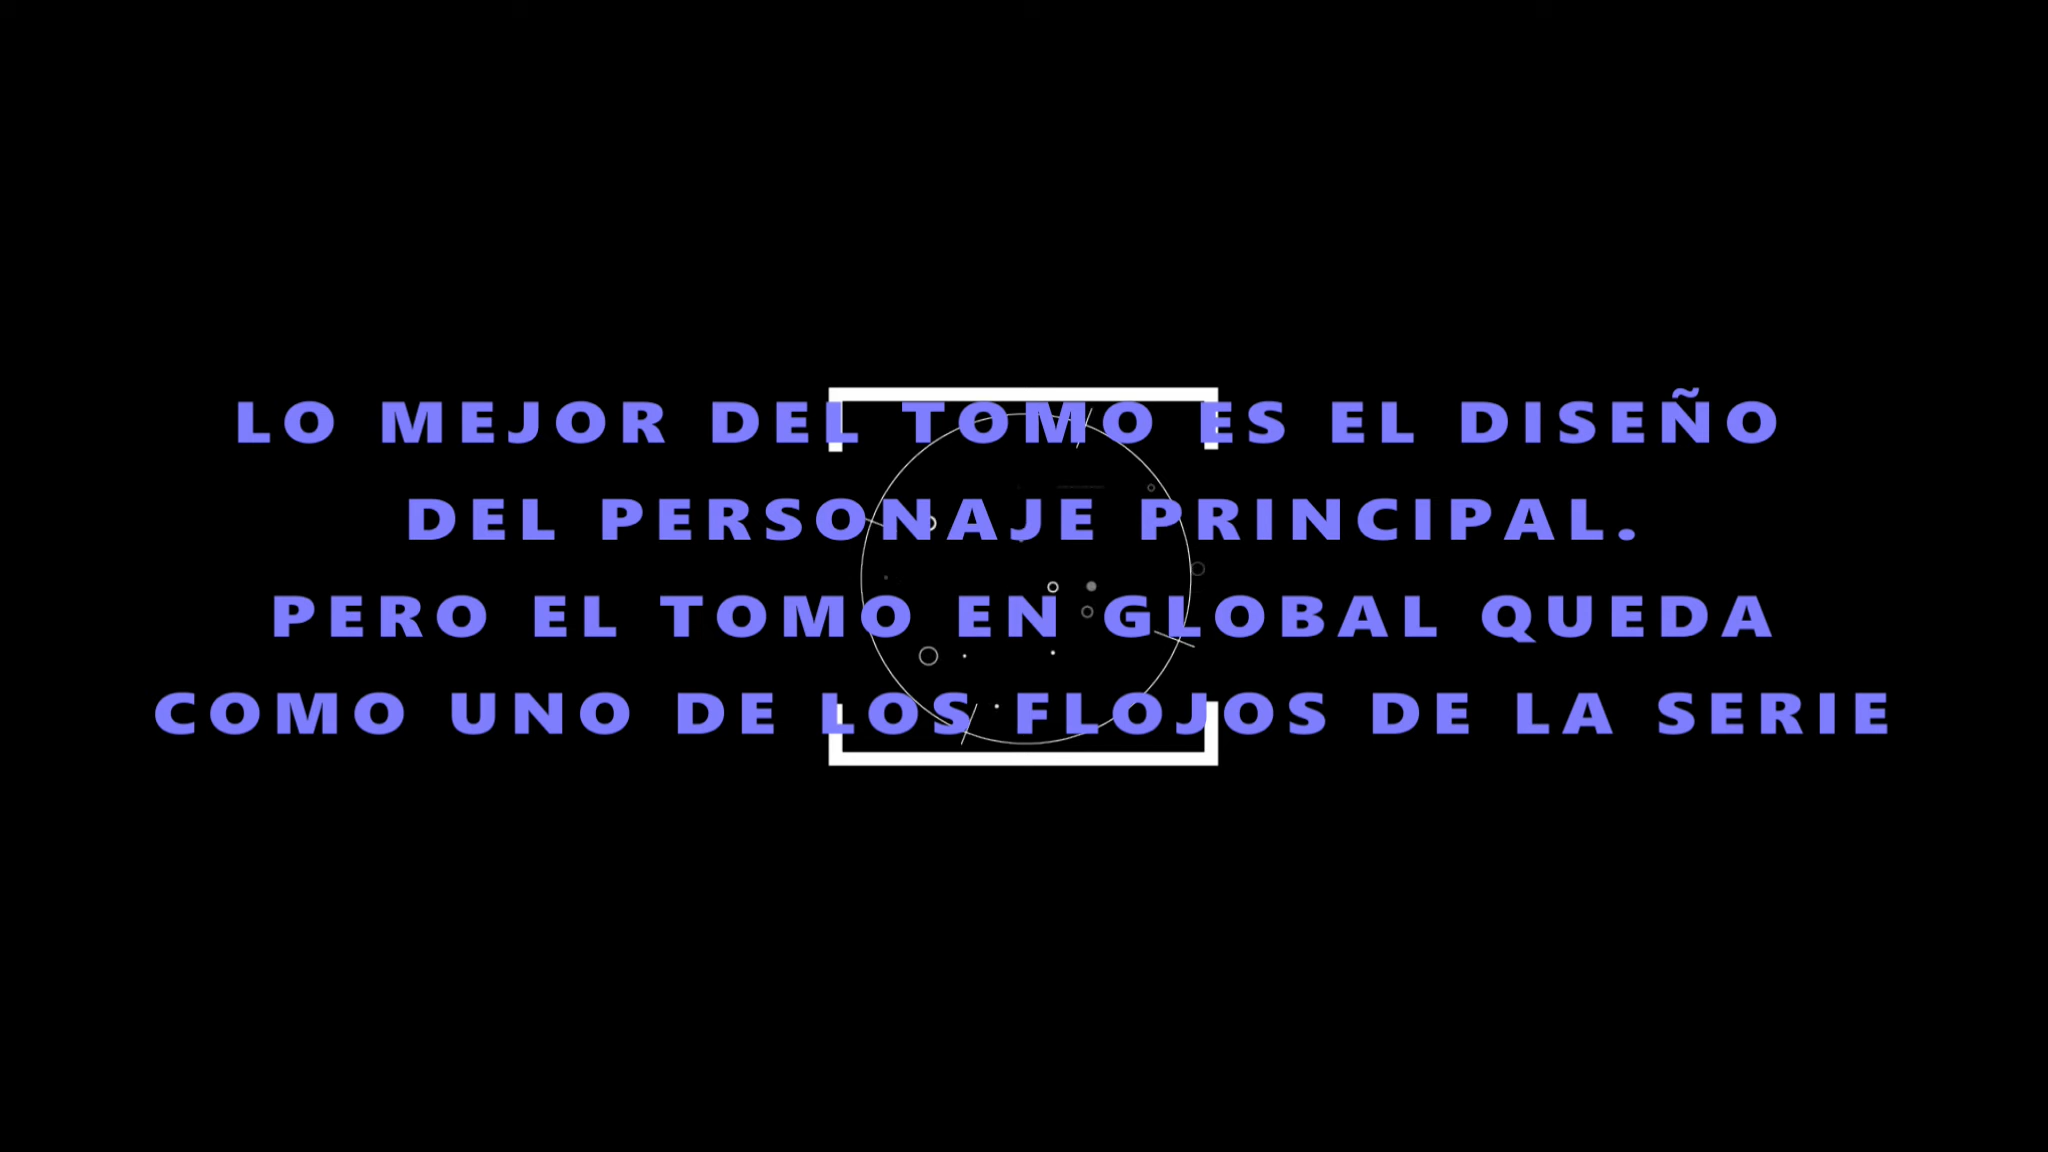 LO MEJOR DEL TOMO ES EL DISEÑO
DEL PERSONAJE PRINCIPAL.
PERO EL TOMO EN GLOBAL QUEDA
COMO UNO DE LOS FLOJOS DE LA SERIE